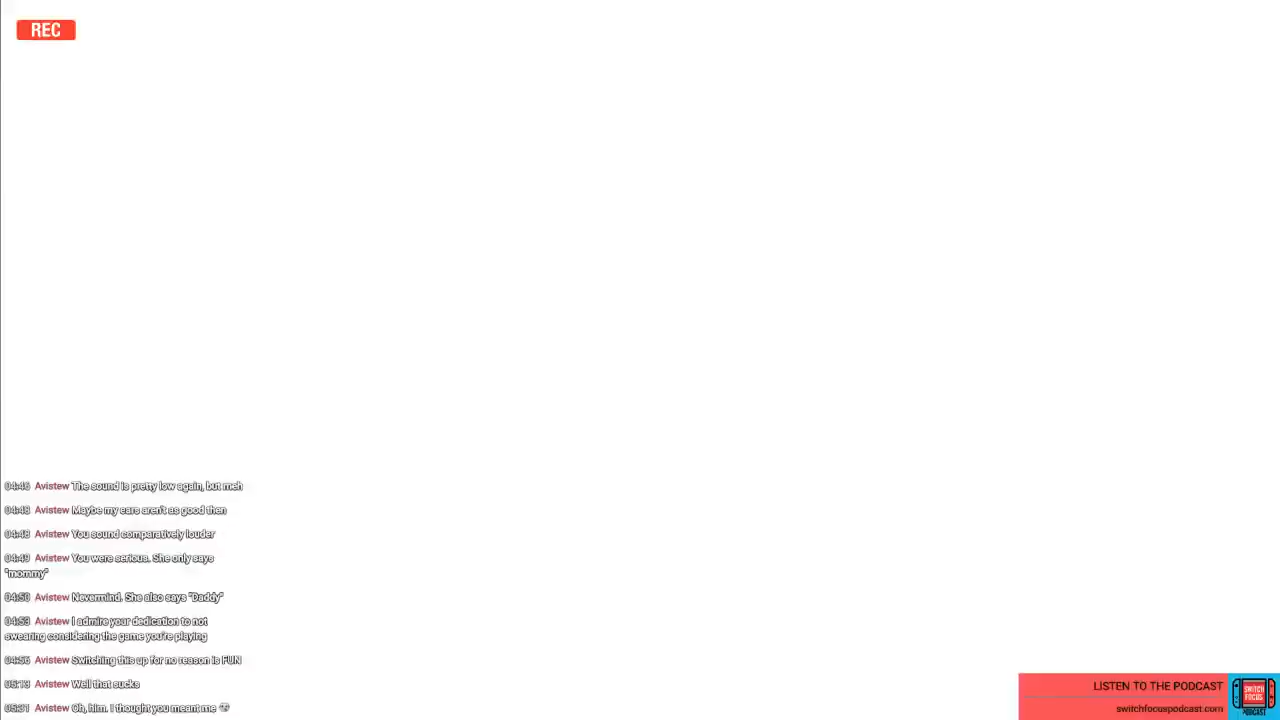 REC
04:46 Avistew The sound is pretty low again, but meh
04:48 Avistew Maybe my ears aren't as good then
04:48 Avistew You sound comparatively louder
04:49 Avistew You were serious. She only says
"mommy"
04:50 Avistew Nevermind. She also says "Daddy"
04:53 Avistew I admire your dedication to not
swearing considering the game you're playing
04:56 Avistew Switching this up for no reason is FUN
05:13 Avistew Well that sucks
05:31 Avistew Oh, him. I thought you meant me
LISTEN TO THE PODCAST
switchfocuspodcast.com
SWITCH
FOCUS
PODCAST